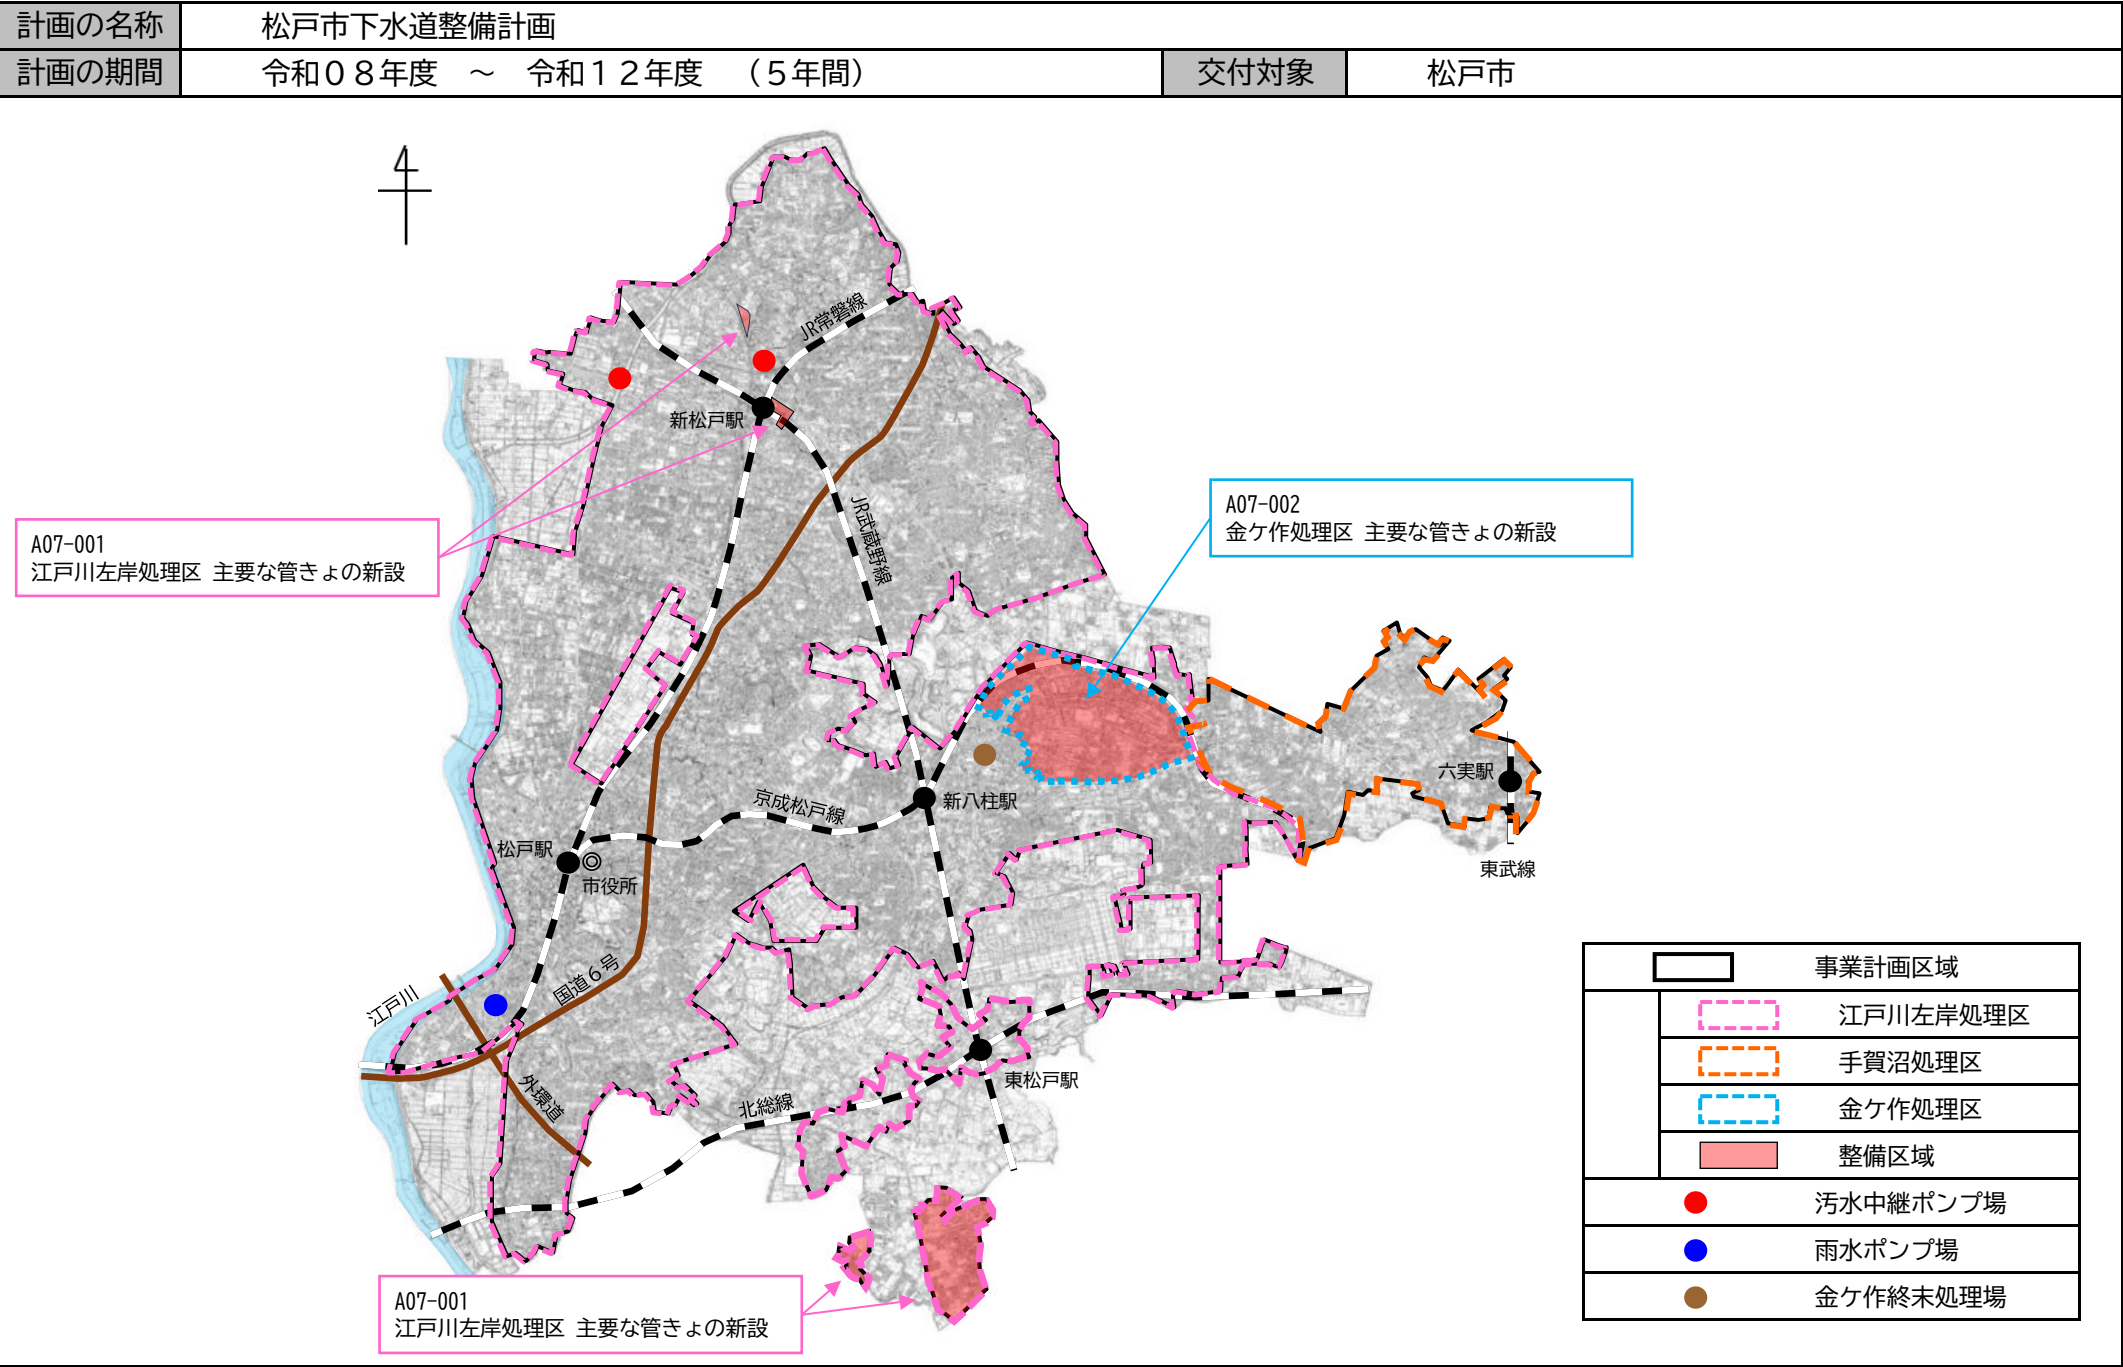 計画の名称 松戸市下水道整備計画
計画の期間 令和０８年度 ～ 令和１２年度 （５年間） 交付対象 松戸市
JR常磐線
新松戸駅
A07-002
金ケ作処理区 主要な管きょの新設
JR武蔵野線
A07-001
江戸川左岸処理区 主要な管きょの新設
六実駅
京成松戸線
新八柱駅
松戸駅
市役所
東武線
国道６号
江戸川
外環道
東松戸駅
北総線
A07-001
江戸川左岸処理区 主要な管きょの新設
事業計画区域
江戸川左岸処理区
手賀沼処理区
金ケ作処理区
整備区域
汚水中継ポンプ場
雨水ポンプ場
金ケ作終末処理場